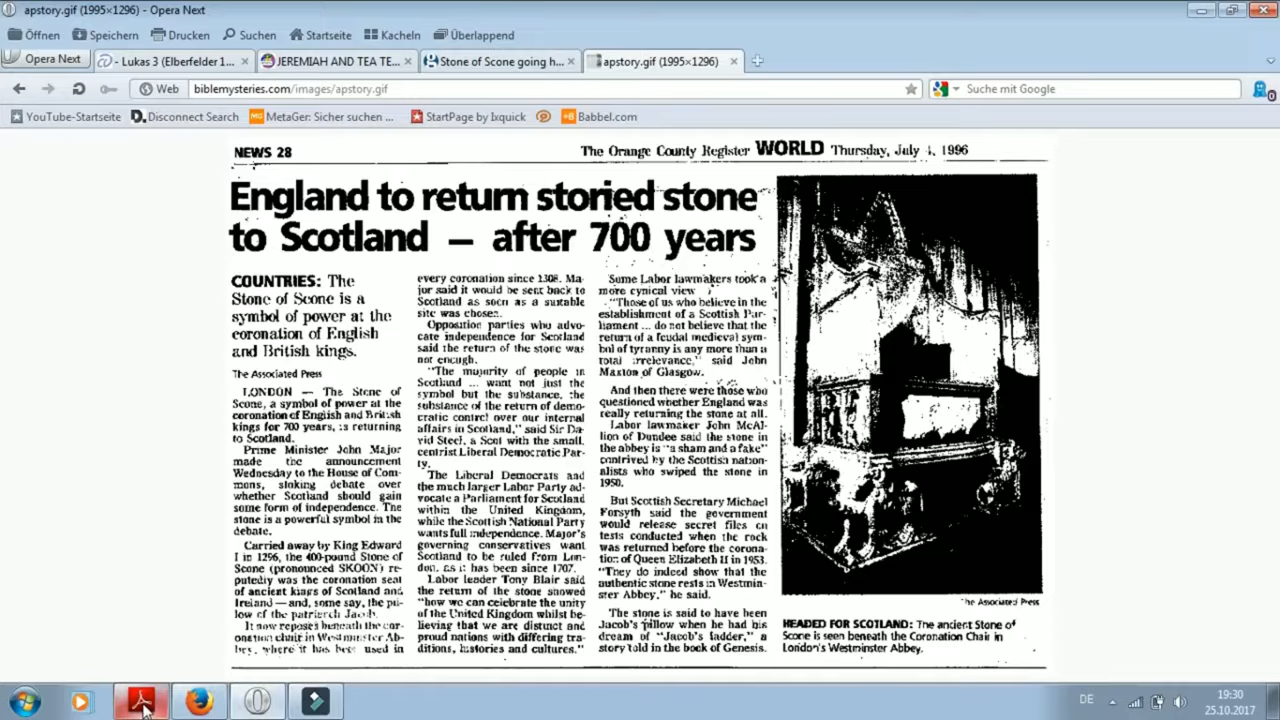 apstory.gif (1995×1296) - Opera Next
Öffnen Speichern Drucken Suchen Startseite Kacheln Überlappend
Opera Next - Lukas 3 (Elberfelder 1... JEREMIAH AND TEA TE... Stone of Scone going h... apstory.gif (1995×1296)
Web biblemysteries.com/images/apstory.gif Suche mit Google
YouTube-Startseite Disconnect Search MetaGer: Sicher suchen ... StartPage by Ixquick Babbel.com
NEWS 28
The Orange County Register WORLD Thursday, July 4, 1996
England to return storied stone
to Scotland – after 700 years
COUNTRIES: The
Stone of Scone is a
symbol of power at the
coronation of English
and British kings.
The Associated Press
LONDON — The Stone of
Scone, a symbol of power at the
coronation of English and British
kings for 700 years, is returning
to Scotland.
Prime Minister John Major
made the announcement
Wednesday to the House of Com-
mons, stoking debate over
whether Scotland should gain
some form of independence. The
stone is a powerful symbol in the
debate.
Carried away by King Edward
I in 1296, the 400-pound Stone of
Scone (pronounced SKOON) re-
putedly was the coronation seat
of ancient kings of Scotland and
Ireland — and, some say, the pil-
low of the patriarch Jacob.
It now reposes beneath the cor-
onation chair in Westminster Ab-
bey, where it has been used in
every coronation since 1308. Ma-
jor said it would be sent back to
Scotland as soon as a suitable
site was chosen.
Opposition parties who advo-
cate independence for Scotland
said the return of the stone was
not enough.
"The majority of people in
Scotland ... want not just the
symbol but the substance, the
substance of the return of demo-
cratic control over our internal
affairs in Scotland," said Sir Da-
vid Steel, a Scot with the small,
centrist Liberal Democratic Par-
ty.
The Liberal Democrats and
the much larger Labor Party ad-
vocate a Parliament for Scotland
within the United Kingdom,
while the Scottish National Party
wants full independence. Major's
governing conservatives want
Scotland to be ruled from Lon-
don, as it has been since 1707.
Labor leader Tony Blair said
the return of the stone showed
"how we can celebrate the unity
of the United Kingdom whilst be-
lieving that we are distinct and
proud nations with differing tra-
ditions, histories and cultures."
Some Labor lawmakers took a
more cynical view
"Those of us who believe in the
establishment of a Scottish Par-
liament ... do not believe that the
return of a feudal medieval sym-
bol of tyranny is any more than a
total irrelevance," said John
Maxton of Glasgow.
And then there were those who
questioned whether England was
really returning the stone at all.
Labor lawmaker John McAl-
lion of Dundee said the stone in
the abbey is "a sham and a fake"
contrived by the Scottish nation-
alists who swiped the stone in
1950.
But Scottish Secretary Michael
Forsyth said the government
would release secret files on
tests conducted when the rock
was returned before the corona-
tion of Queen Elizabeth II in 1953.
"They do indeed show that the
authentic stone rests in Westmin-
ster Abbey," he said.
The stone is said to have been
Jacob's pillow when he had his
dream of "Jacob's ladder," a
story told in the book of Genesis.
The Associated Press
HEADED FOR SCOTLAND: The ancient Stone of
Scone is seen beneath the Coronation Chair in
London's Westminster Abbey.
DE 19:30
25.10.2017